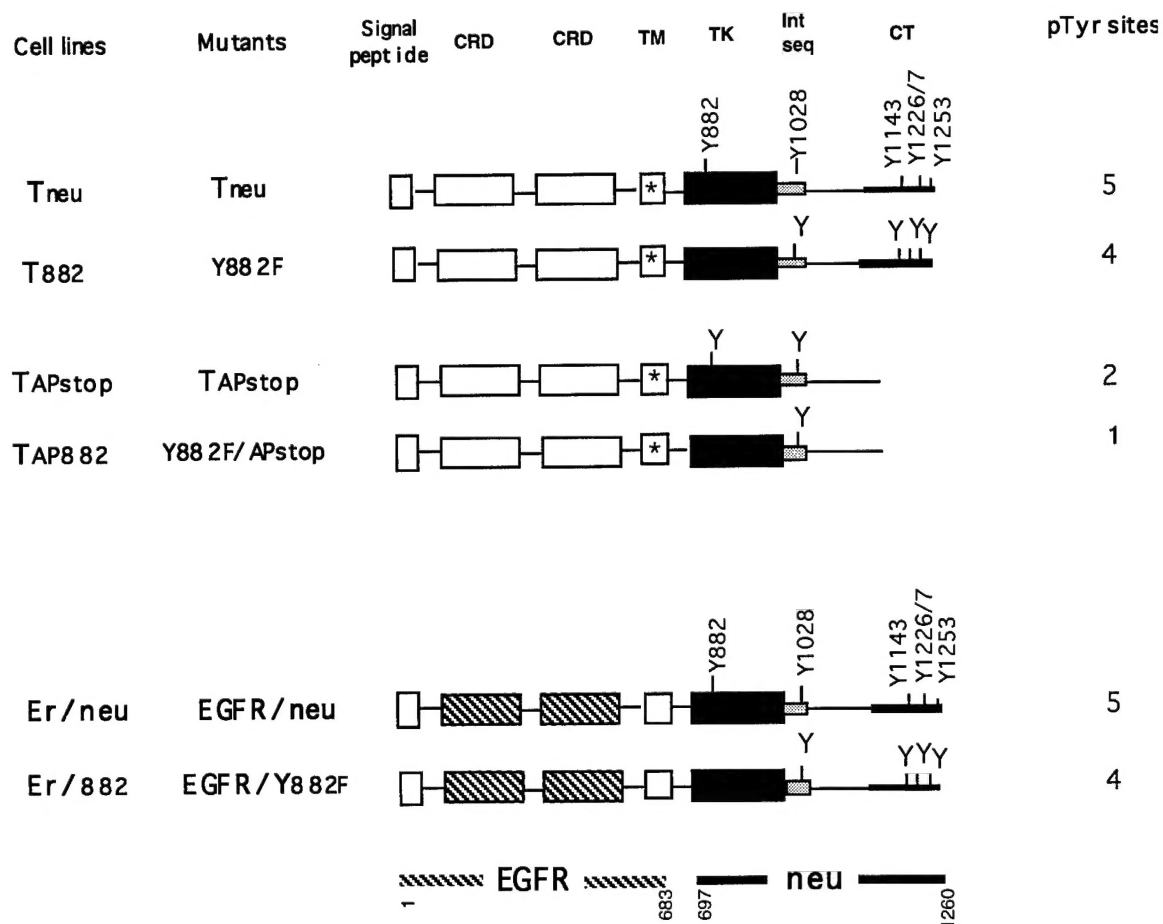 Cell lines Mutants Signal peptide CRD CRD TM TK Int seq CT pTyr sites
Y882 Y1028 Y1143 Y1226/7 Y1253
Tneu Tneu * 5
Y Y Y Y
T882 Y882F * 4
Y Y
TAPstop TAPstop * 2
Y
TAP882 Y882F/APstop * 1
Y882 Y1028 Y1143 Y1226/7 Y1253
Er/neu EGFR/neu 5
Y Y Y Y
Er/882 EGFR/Y882F 4
EGFR neu
1 683 697 1260